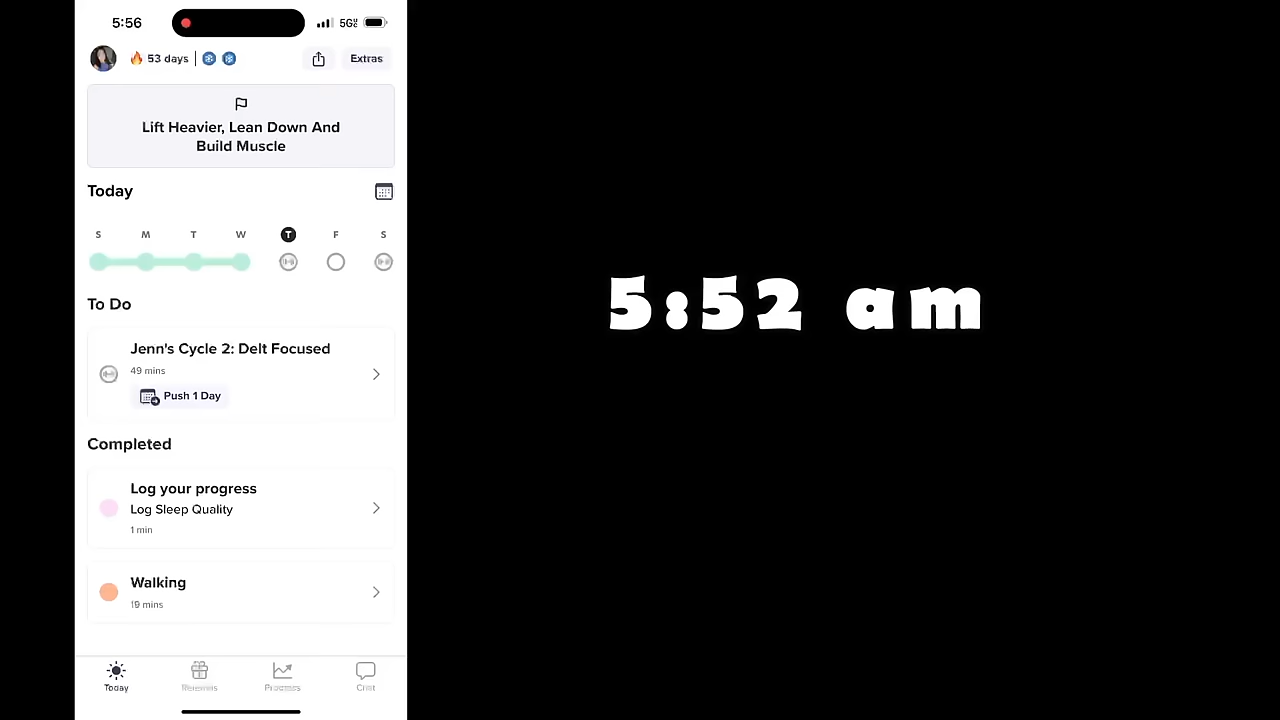 5:56
5G
53 days
Extras
Lift Heavier, Lean Down And
Build Muscle
Today
S M T W T F S
To Do
Jenn's Cycle 2: Delt Focused
49 mins
Push 1 Day
Completed
Log your progress
Log Sleep Quality
1 min
Walking
19 mins
Today
Chat
5:52 am